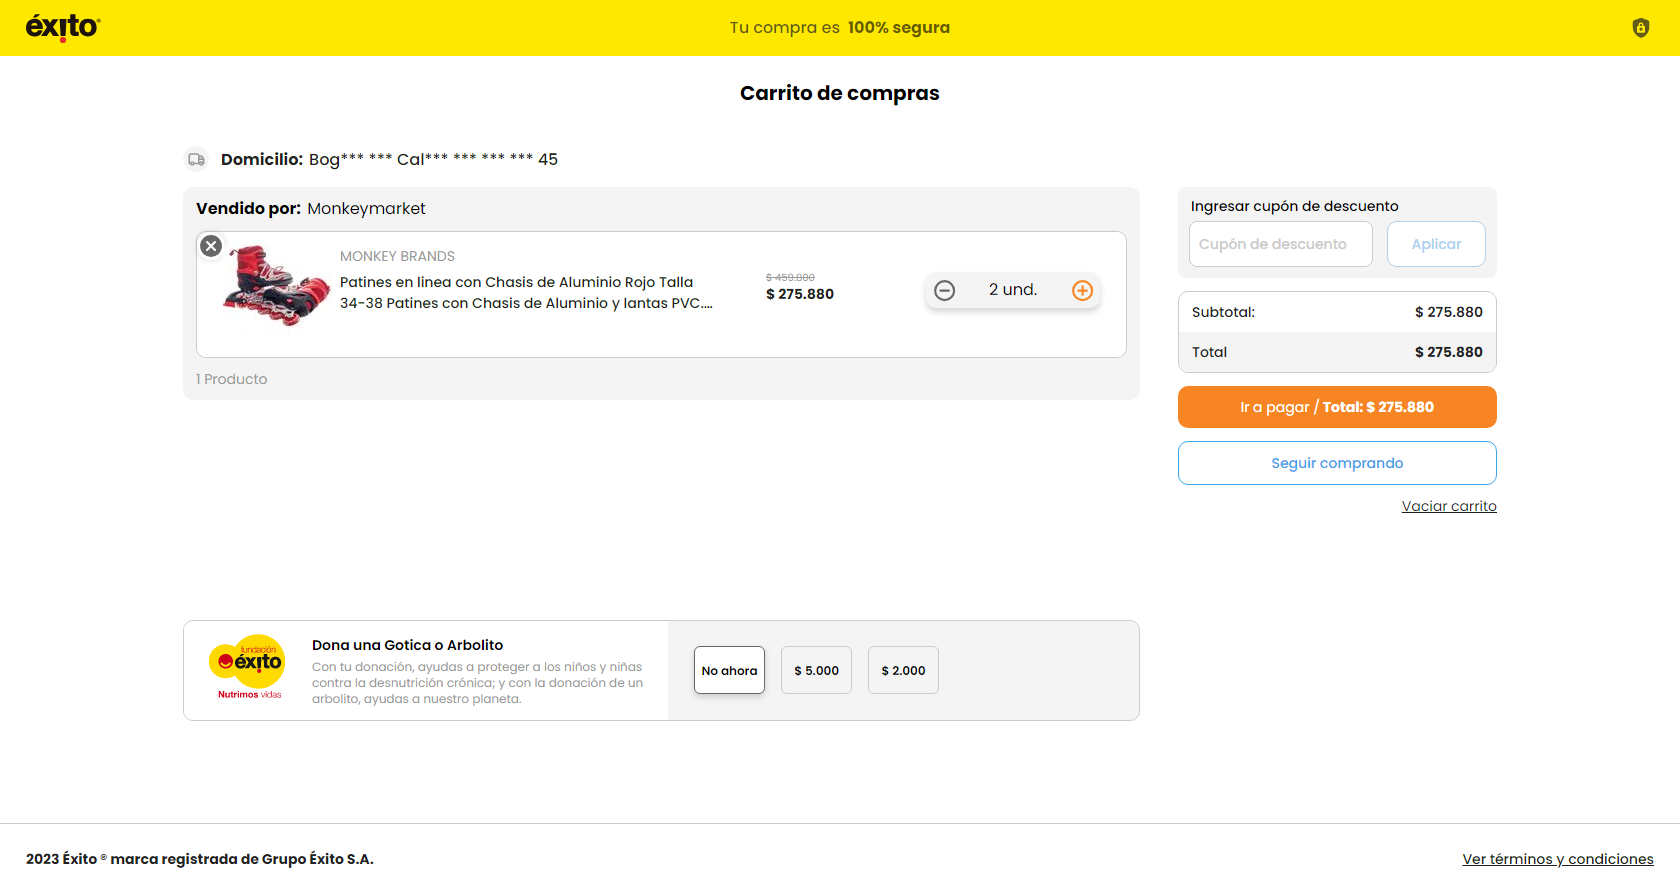 éxito
Tu compra es 100% segura
Carrito de compras
Domicilio: Bog*** *** Cal*** *** *** *** 45
Vendido por: Monkeymarket
MONKEY BRANDS
Patines en linea con Chasis de Aluminio Rojo Talla
34-38 Patines con Chasis de Aluminio y lantas PVC....
$ 459.800
$ 275.880
2 und.
1 Producto
Ingresar cupón de descuento
Cupón de descuento
Aplicar
Subtotal: $ 275.880
Total $ 275.880
Ir a pagar / Total: $ 275.880
Seguir comprando
Vaciar carrito
fundación
éxito
Nutrimos vidas
Dona una Gotica o Arbolito
Con tu donación, ayudas a proteger a los niños y niñas
contra la desnutrición crónica; y con la donación de un
arbolito, ayudas a nuestro planeta.
No ahora
$ 5.000
$ 2.000
2023 Éxito ® marca registrada de Grupo Éxito S.A.
Ver términos y condiciones